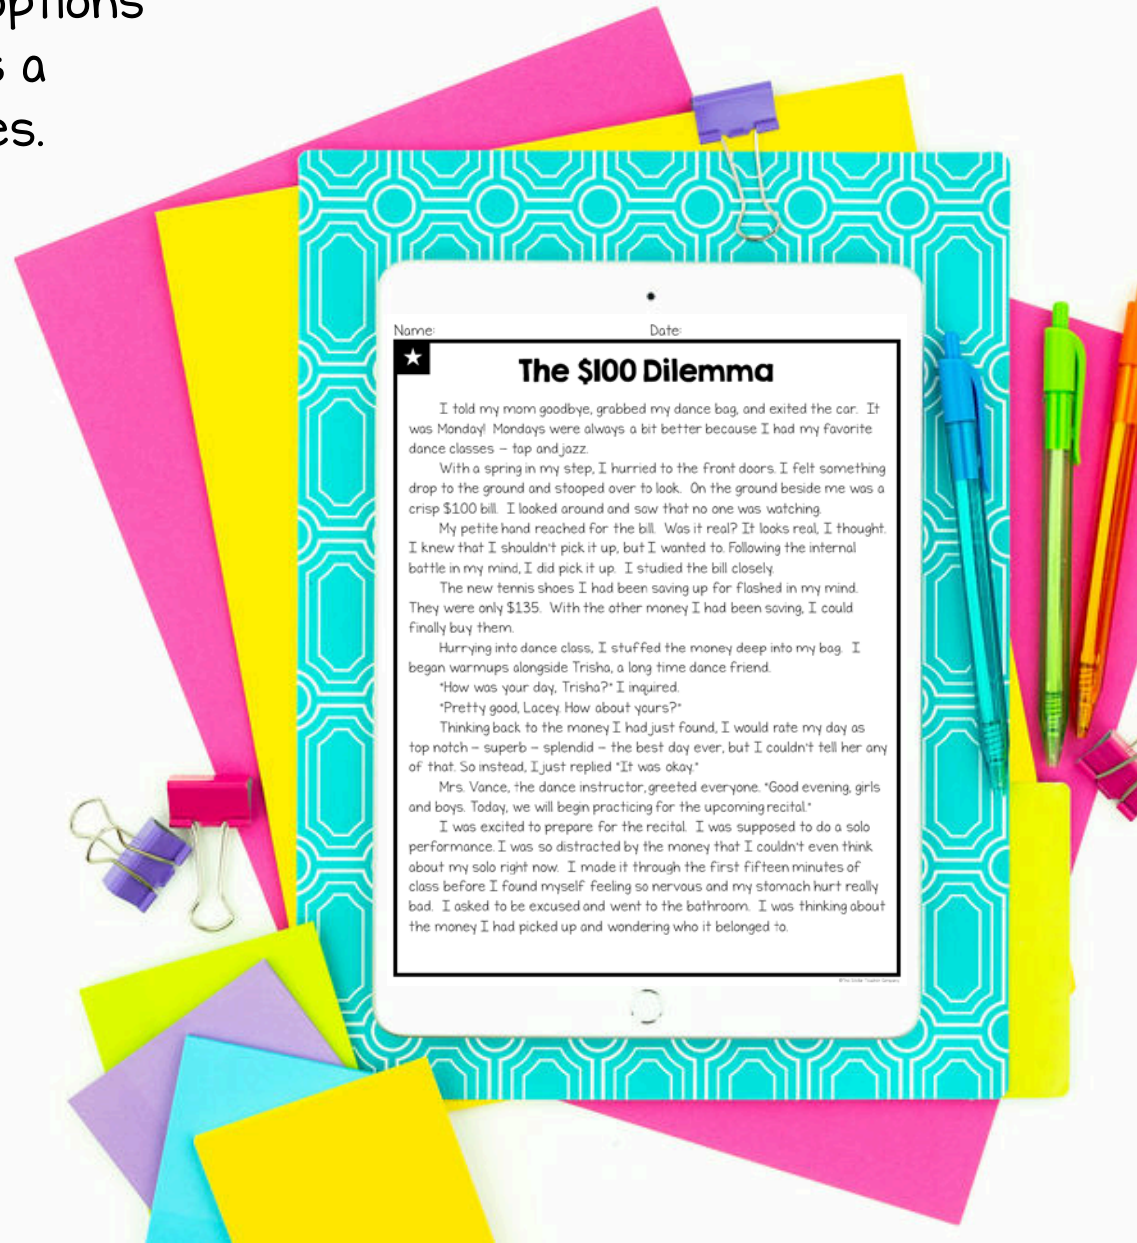 options
s a
es.
Name:
Date:
The $100 Dilemma
I told my mom goodbye, grabbed my dance bag, and exited the car. It
was Monday! Mondays were always a bit better because I had my favorite
dance classes – tap and jazz.
With a spring in my step, I hurried to the front doors. I felt something
drop to the ground and stooped over to look. On the ground beside me was a
crisp $100 bill. I looked around and saw that no one was watching.
My petite hand reached for the bill. Was it real? It looks real, I thought.
I knew that I shouldn't pick it up, but I wanted to. Following the internal
battle in my mind, I did pick it up. I studied the bill closely.
The new tennis shoes I had been saving up for flashed in my mind.
They were only $135. With the other money I had been saving, I could
finally buy them.
Hurrying into dance class, I stuffed the money deep into my bag. I
began warmups alongside Trisha, a long time dance friend.
"How was your day, Trisha?" I inquired.
"Pretty good, Lacey. How about yours?"
Thinking back to the money I had just found, I would rate my day as
top notch – superb – splendid – the best day ever, but I couldn't tell her any
of that. So instead, I just replied "It was okay."
Mrs. Vance, the dance instructor, greeted everyone. "Good evening, girls
and boys. Today, we will begin practicing for the upcoming recital."
I was excited to prepare for the recital. I was supposed to do a solo
performance. I was so distracted by the money that I couldn't even think
about my solo right now. I made it through the first fifteen minutes of
class before I found myself feeling so nervous and my stomach hurt really
bad. I asked to be excused and went to the bathroom. I was thinking about
the money I had picked up and wondering who it belonged to.